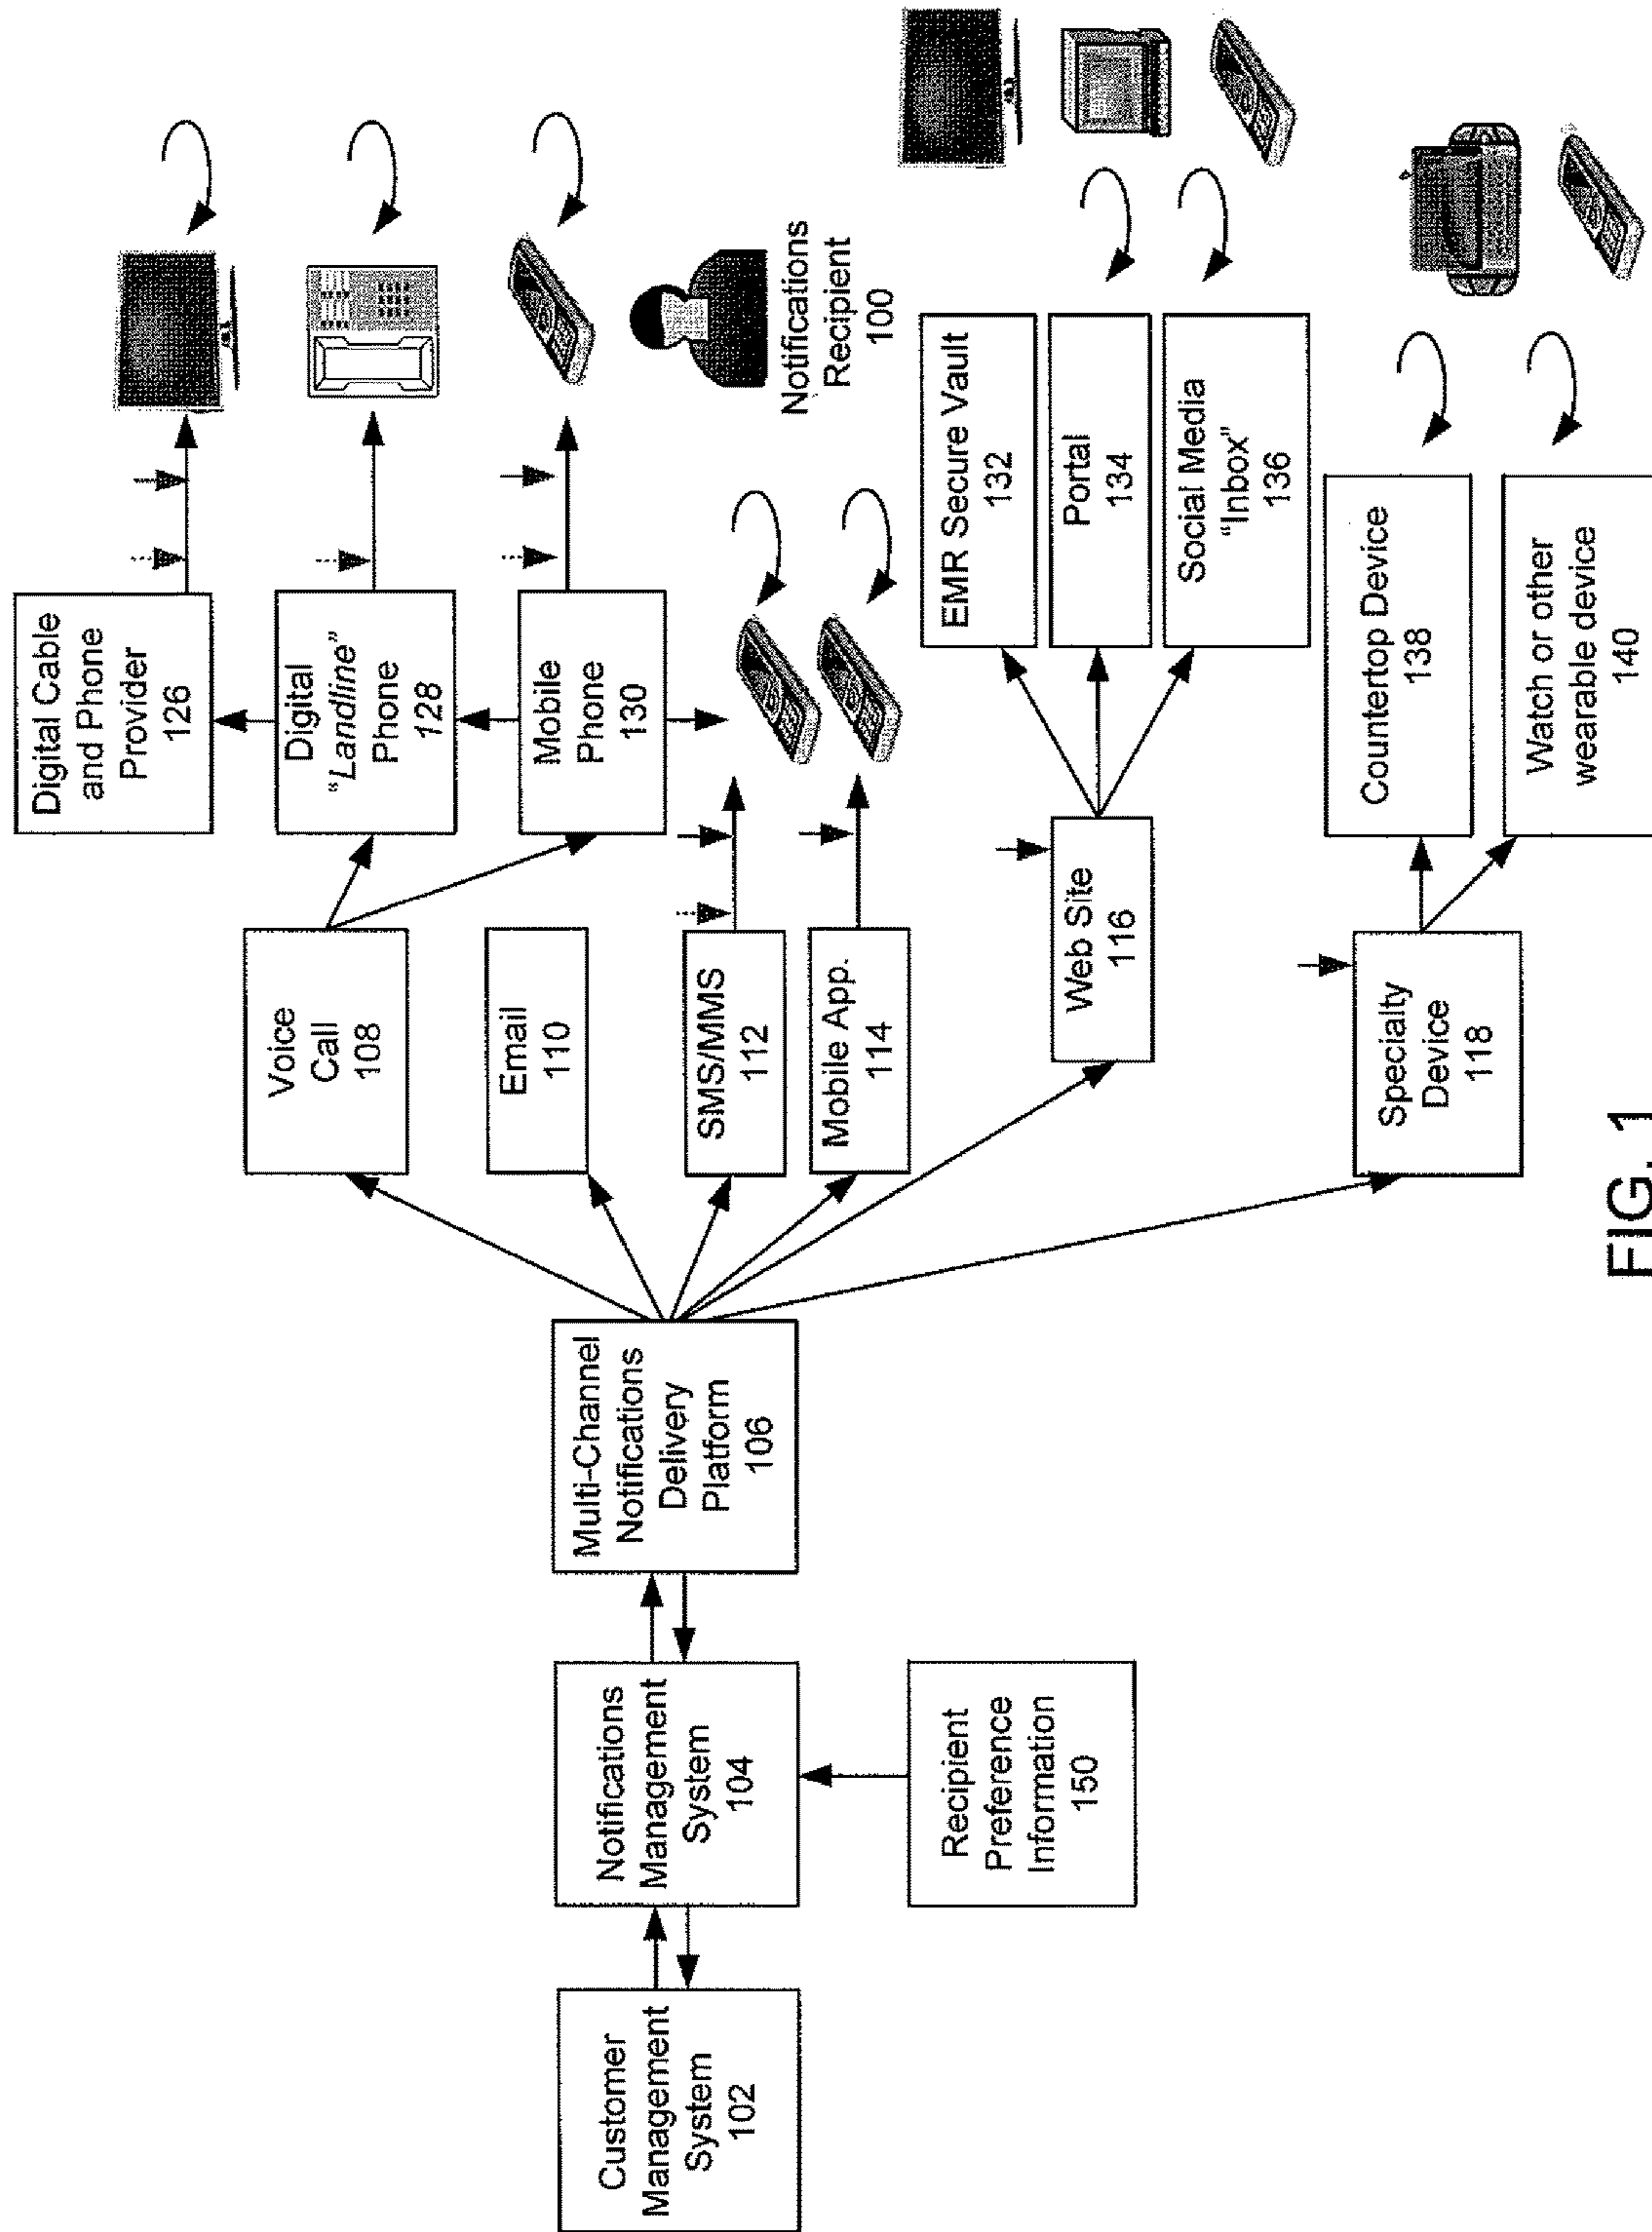 Customer
Management
System
102
Notifications
Management
System
104
Recipient
Preference
Information
150
Multi-Channel
Notifications
Delivery
Platform
106
Voice
Call
108
Email
110
SMS/MMS
112
Mobile App.
114
Web Site
116
Specialty
Device
118
Digital Cable
and Phone
Provider
126
Digital
“Landline”
Phone
128
Mobile
Phone
130
Notifications
Recipient
100
EMR Secure Vault
132
Portal
134
Social Media
“Inbox”
136
Countertop Device
138
Watch or other
wearable device
140
FIG. 1